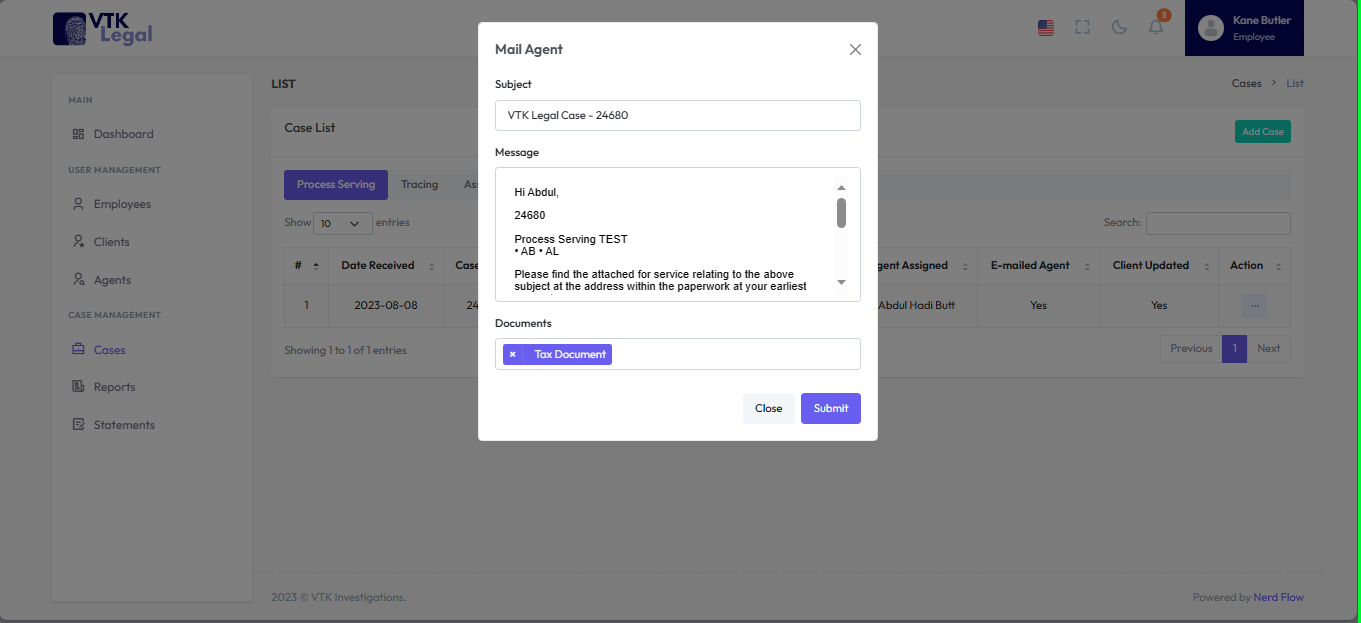 VTK
Legal
3
Kane Butler
Employee
MAIN
Dashboard
USER MANAGEMENT
Employees
Clients
Agents
CASE MANAGEMENT
Cases
Reports
Statements
LIST
Cases > List
Case List
Add Case
Process Serving
Tracing
Show 10 entries
Search:
# Date Received
gent Assigned E-mailed Agent Client Updated Action
1 2023-08-08 24
Abdul Hadi Butt Yes Yes ...
Showing 1 to 1 of 1 entries
Previous 1 Next
Mail Agent
Subject
VTK Legal Case - 24680
Message
Hi Abdul,
24680
Process Serving TEST
• AB • AL
Please find the attached for service relating to the above
subject at the address within the paperwork at your earliest
Documents
× Tax Document
Close
Submit
2023 © VTK Investigations.
Powered by Nerd Flow